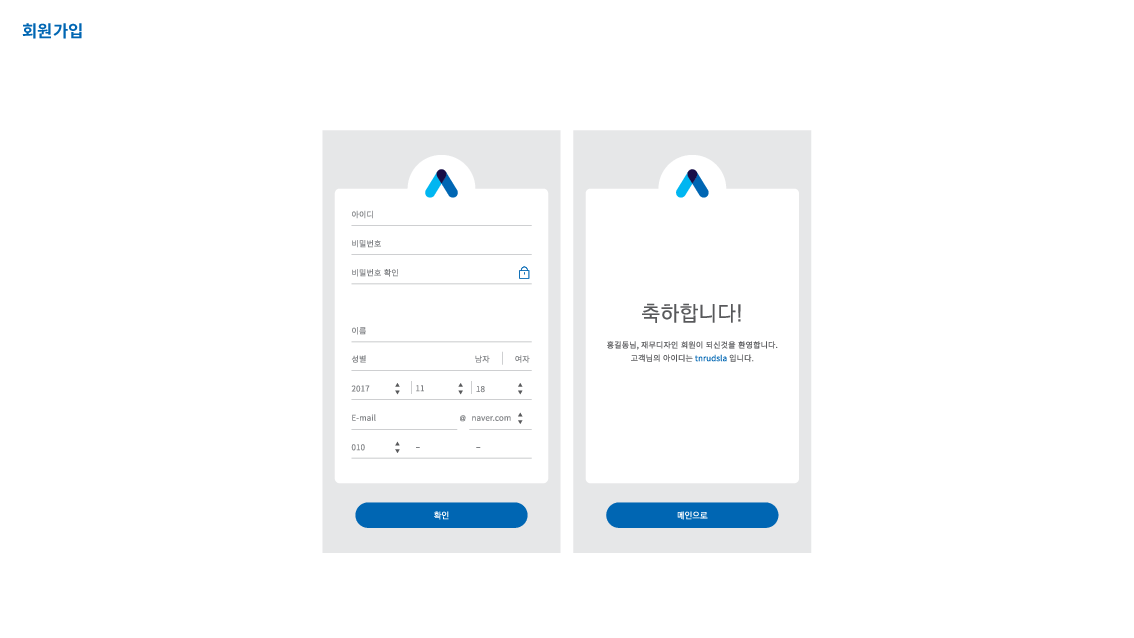 회원가입
아이디
비밀번호
비밀번호 확인
이름
성별 남자 여자
2017 11 18
E-mail @ naver.com
010 – –
확인
축하합니다!
홍길동님, 재무디자인 회원이 되신것을 환영합니다.
고객님의 아이디는 tnrudsla 입니다.
메인으로